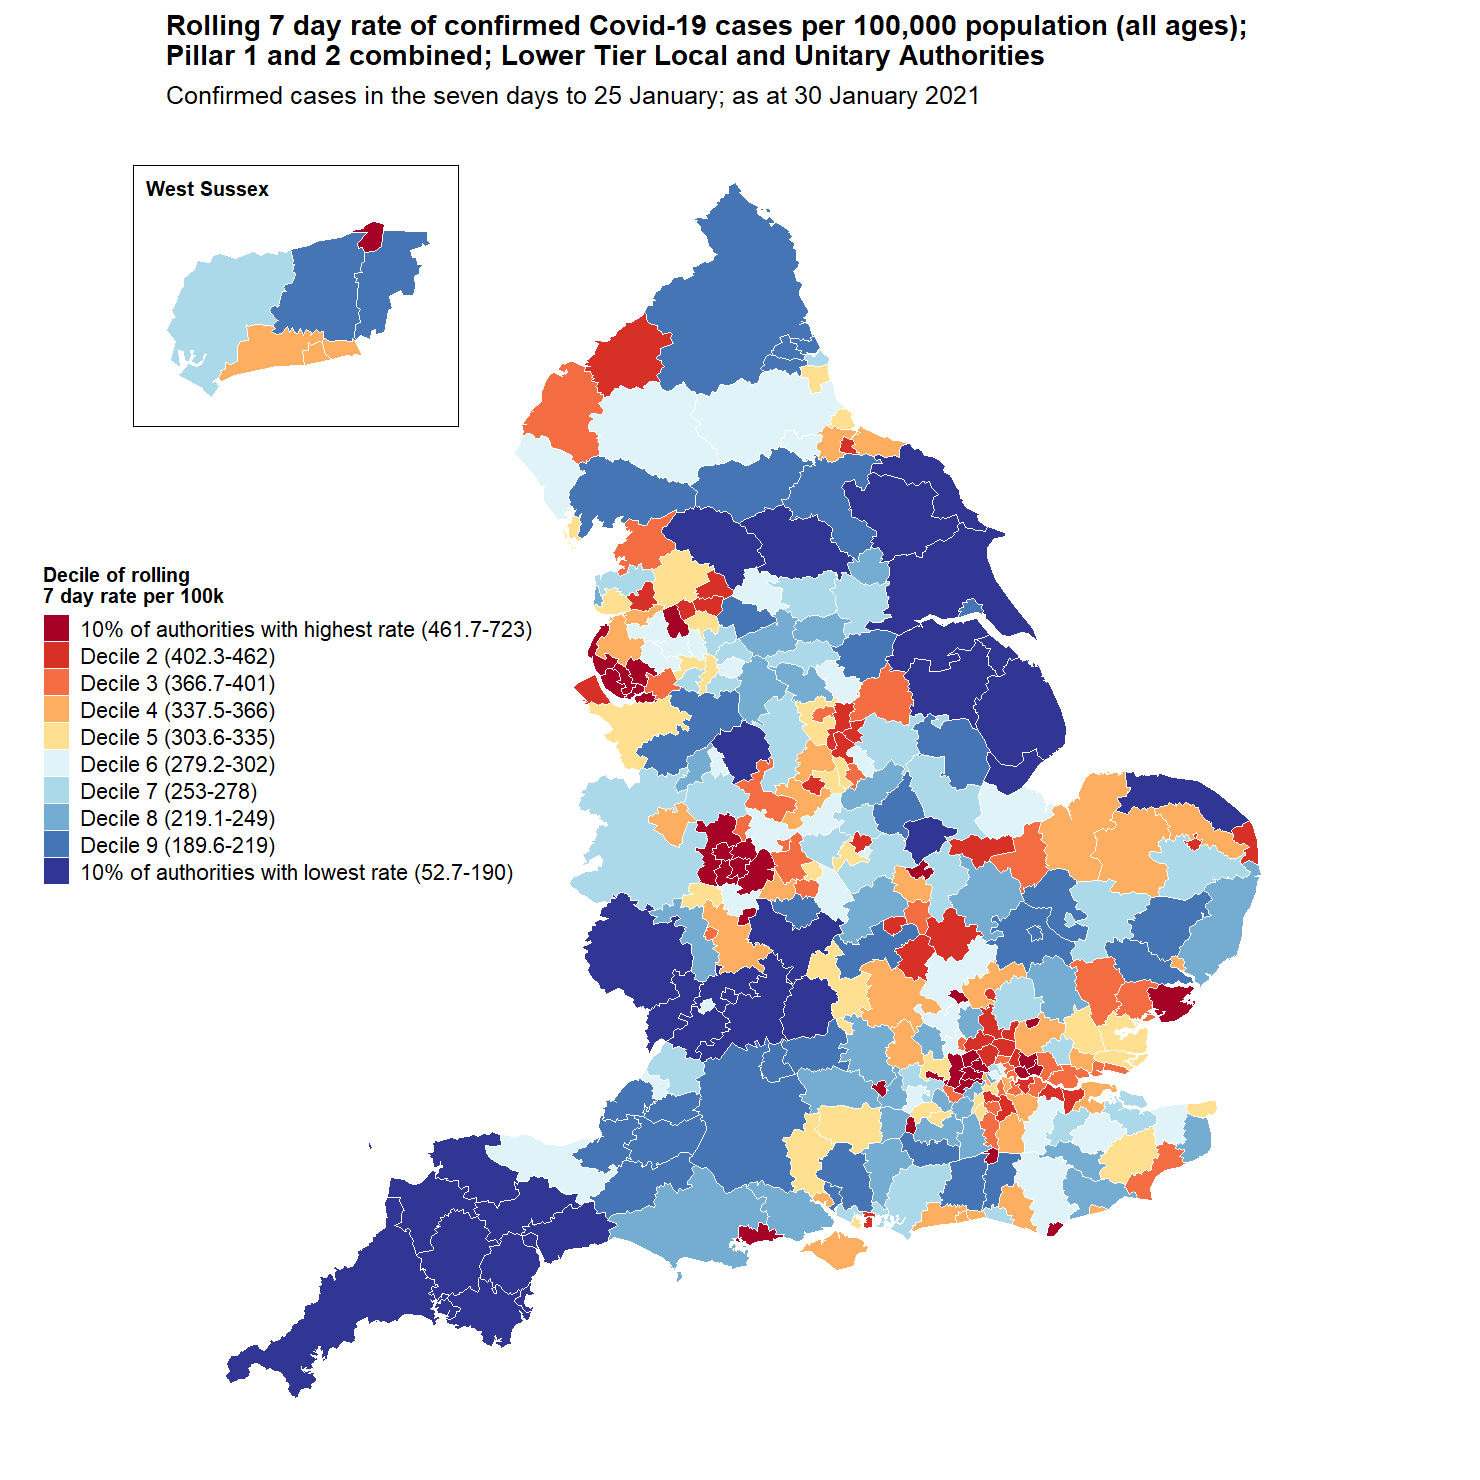 Rolling 7 day rate of confirmed Covid-19 cases per 100,000 population (all ages);
Pillar 1 and 2 combined; Lower Tier Local and Unitary Authorities
Confirmed cases in the seven days to 25 January; as at 30 January 2021
West Sussex
Decile of rolling
7 day rate per 100k
10% of authorities with highest rate (461.7-723)
Decile 2 (402.3-462)
Decile 3 (366.7-401)
Decile 4 (337.5-366)
Decile 5 (303.6-335)
Decile 6 (279.2-302)
Decile 7 (253-278)
Decile 8 (219.1-249)
Decile 9 (189.6-219)
10% of authorities with lowest rate (52.7-190)